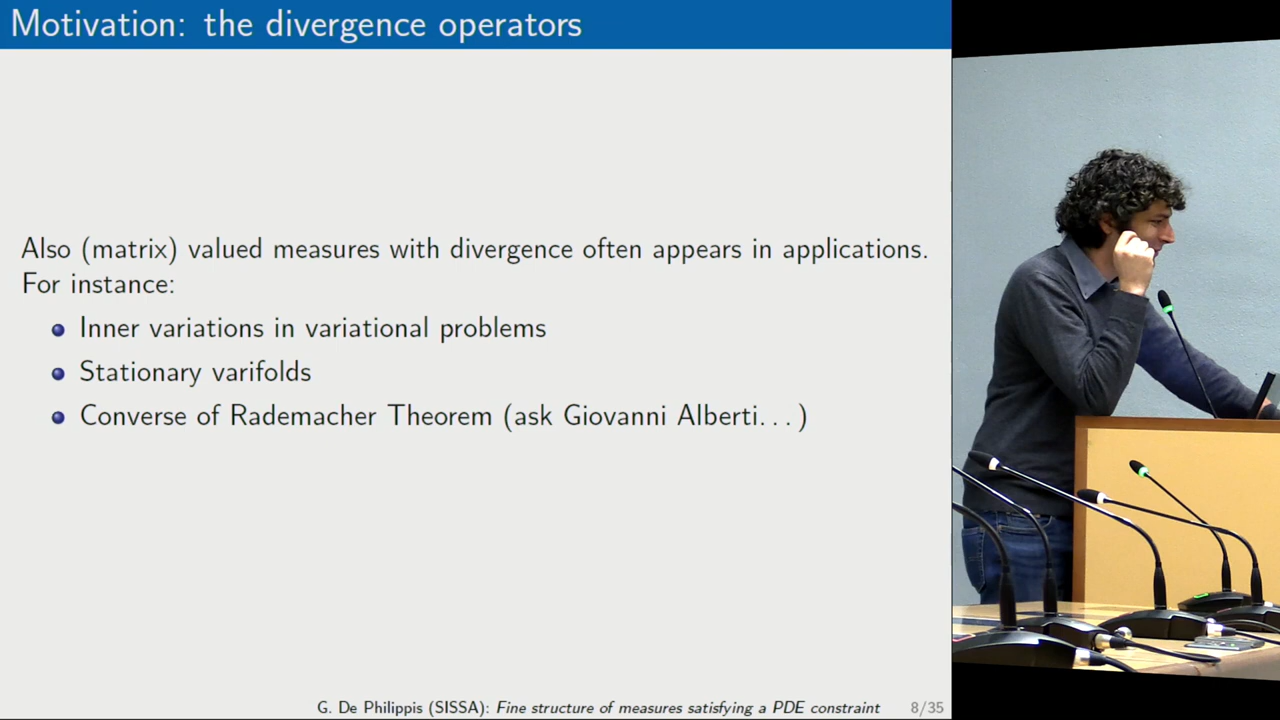 Motivation: the divergence operators
Also (matrix) valued measures with divergence often appears in applications.
For instance:
Inner variations in variational problems
Stationary varifolds
Converse of Rademacher Theorem (ask Giovanni Alberti...)
G. De Philippis (SISSA): Fine structure of measures satisfying a PDE constraint 8/35